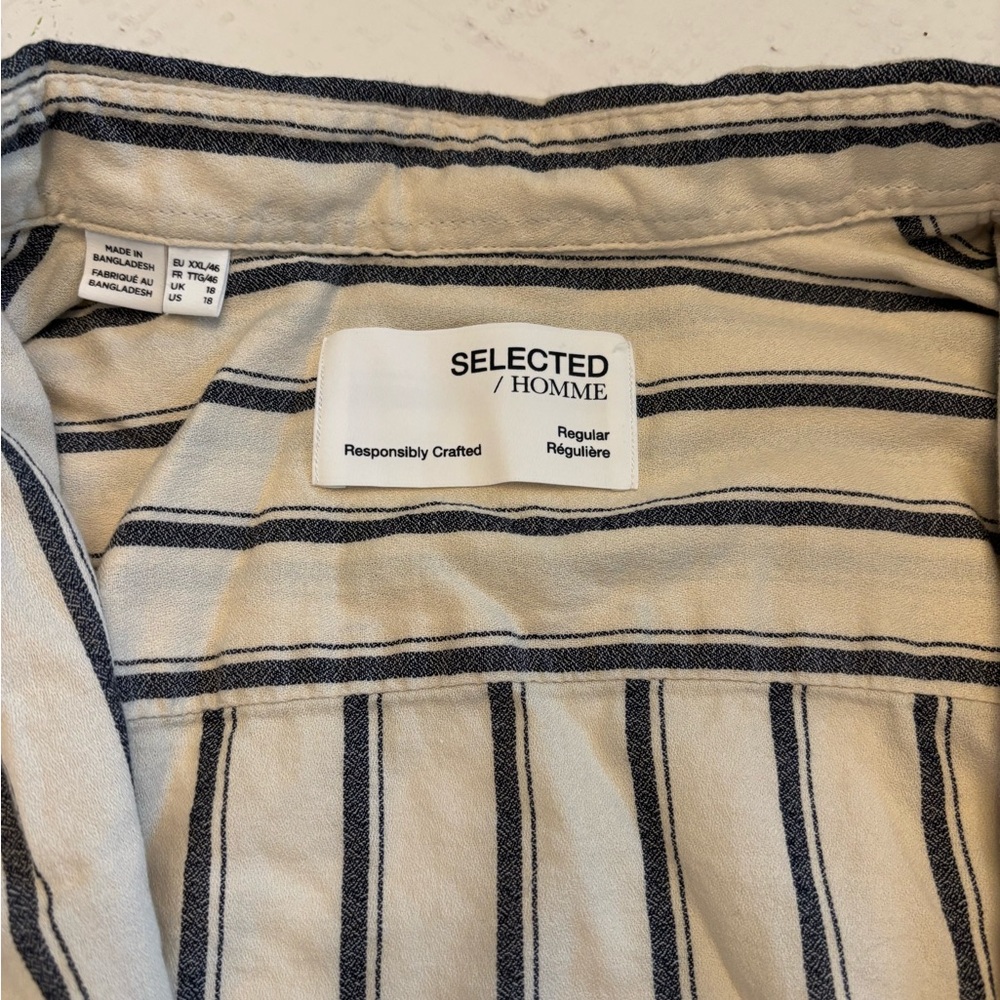 MADE IN
BANGLADESH
FABRIQUÉ AU
BANGLADESH
EU XXL/46
FR TTG/46
UK 18
US 18
SELECTED
/ HOMME
Responsibly Crafted
Regular
Régulière